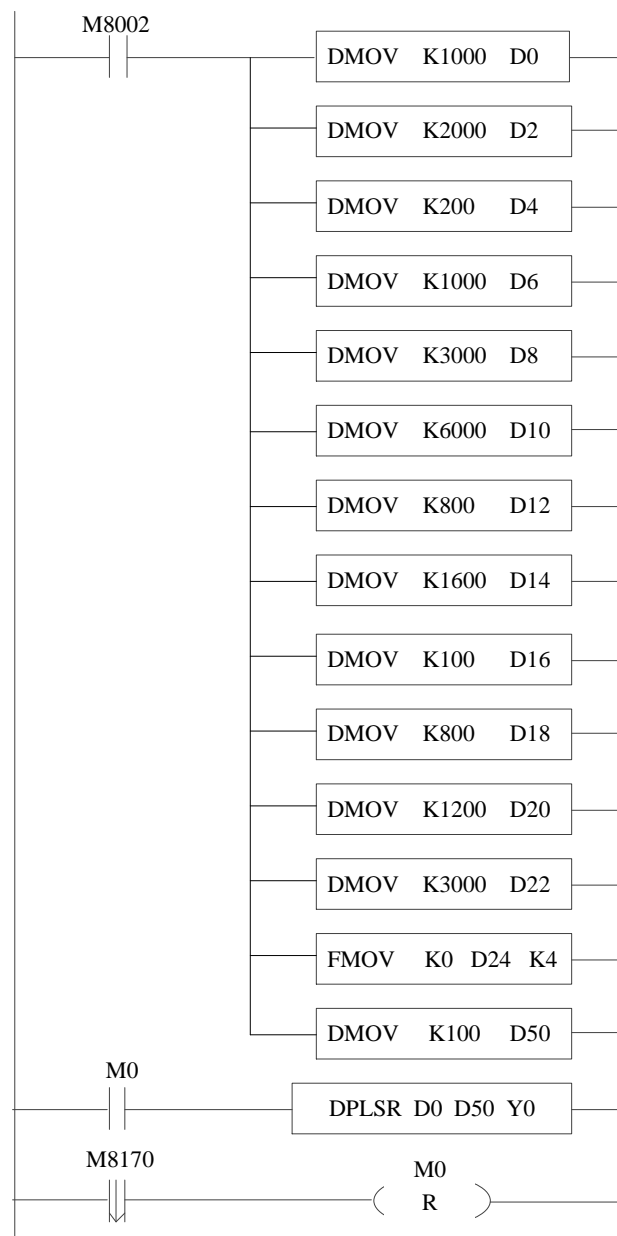 M8002
DMOV K1000 D0
DMOV K2000 D2
DMOV K200 D4
DMOV K1000 D6
DMOV K3000 D8
DMOV K6000 D10
DMOV K800 D12
DMOV K1600 D14
DMOV K100 D16
DMOV K800 D18
DMOV K1200 D20
DMOV K3000 D22
FMOV K0 D24 K4
DMOV K100 D50
M0
DPLSR D0 D50 Y0
M8170
M0
R